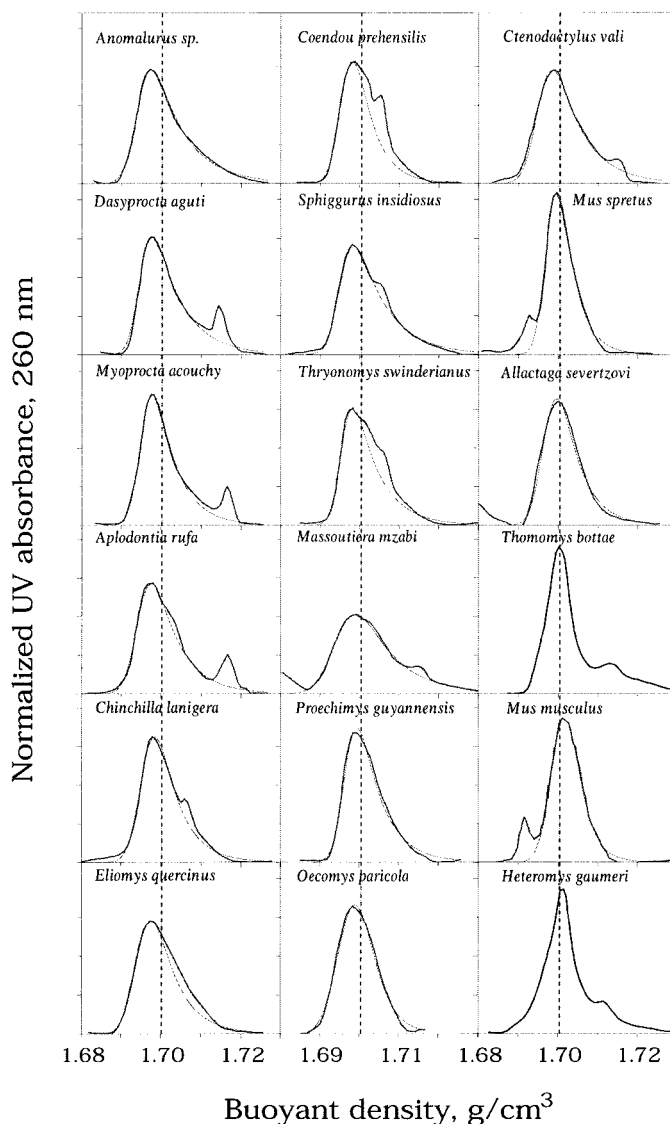 Normalized UV absorbance, 260 nm
Anomalurus sp.
Coendou prehensilis
Ctenodactylus vali
Dasyprocta aguti
Sphiggurus insidiosus
Mus spretus
Myoprocta acouchy
Thryonomys swinderianus
Allactaga severtzovi
Aplodontia rufa
Massoutiera mzabi
Thomomys bottae
Chinchilla lanigera
Proechimys guyannensis
Mus musculus
Eliomys quercinus
Oecomys paricola
Heteromys gaumeri
1.68 1.70 1.72 1.69 1.71 1.68 1.70 1.72
Buoyant density, g/cm³